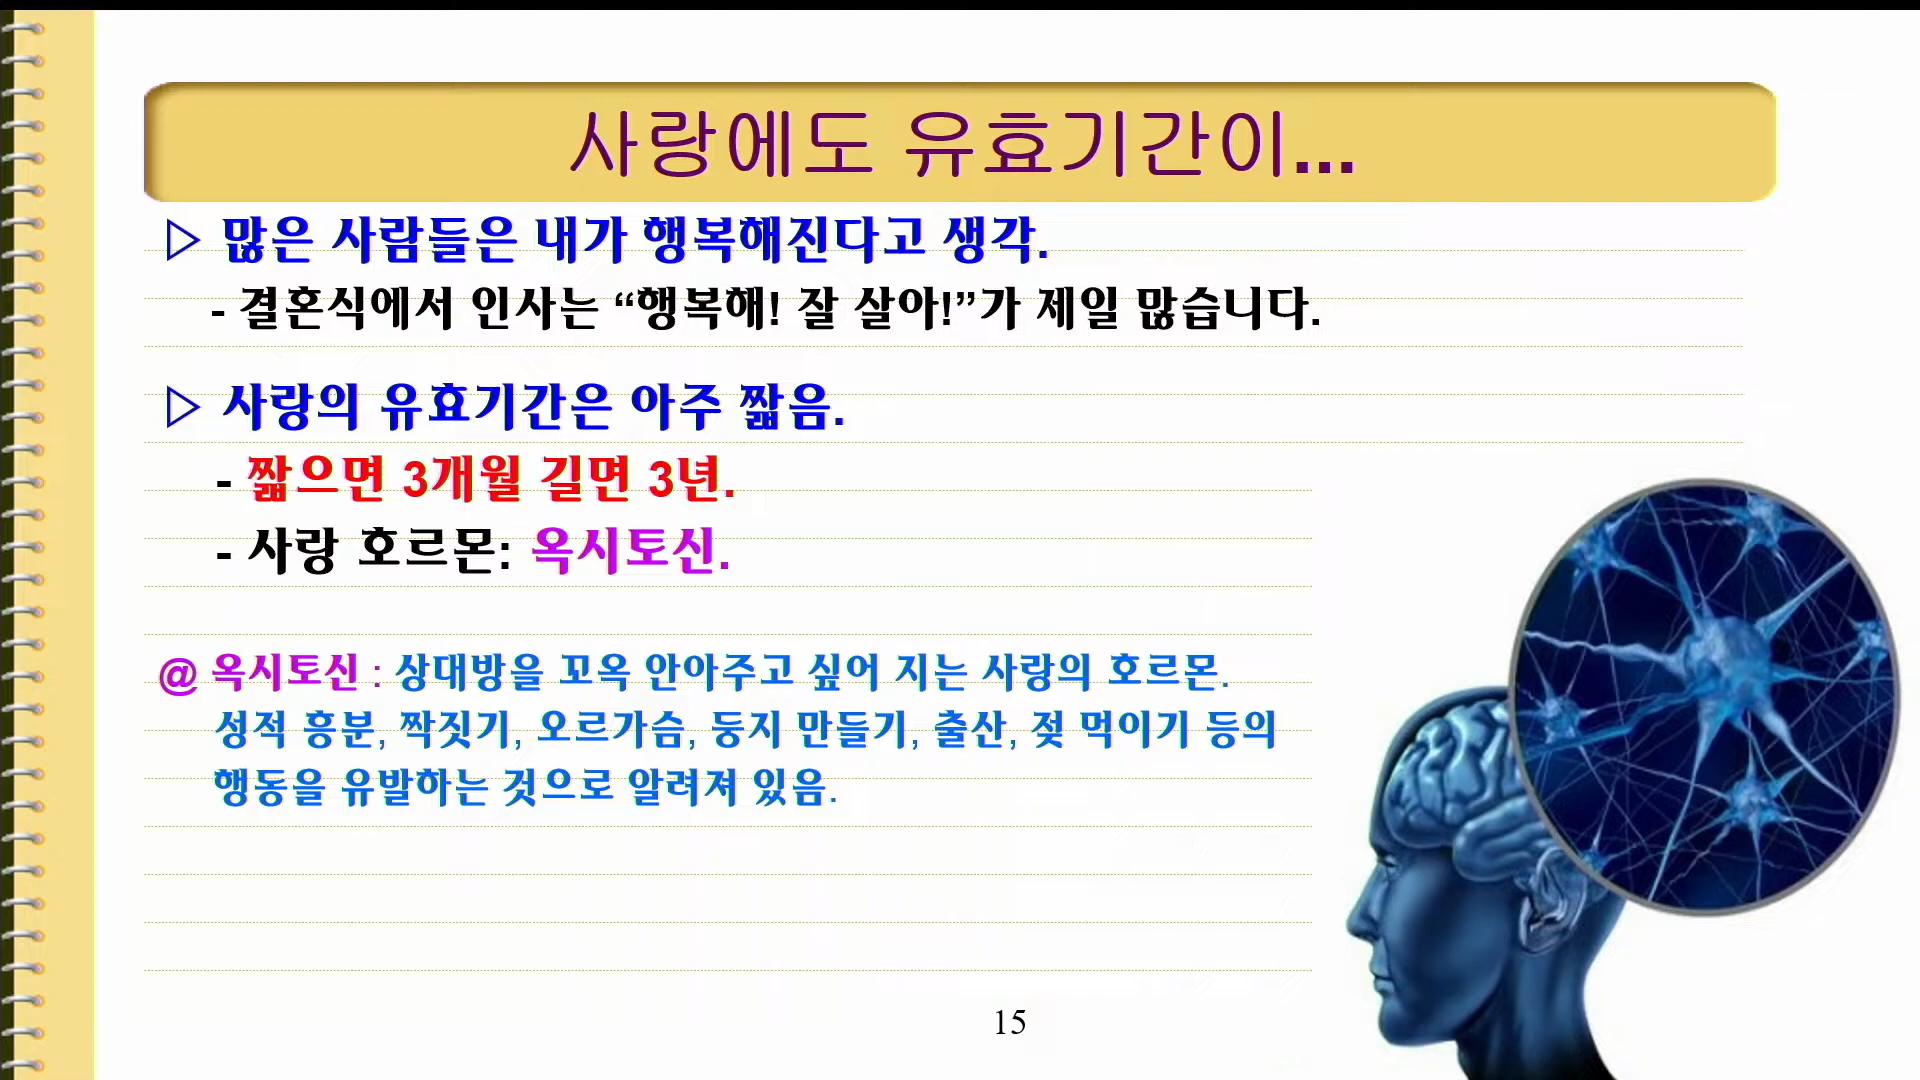 사랑에도 유효기간이...
▷ 많은 사람들은 내가 행복해진다고 생각.
- 결혼식에서 인사는 “행복해! 잘 살아!”가 제일 많습니다.
▷ 사랑의 유효기간은 아주 짧음.
- 짧으면 3개월 길면 3년.
- 사랑 호르몬: 옥시토신.
@ 옥시토신 : 상대방을 꼬옥 안아주고 싶어 지는 사랑의 호르몬.
성적 흥분, 짝짓기, 오르가슴, 둥지 만들기, 출산, 젖 먹이기 등의
행동을 유발하는 것으로 알려져 있음.
15